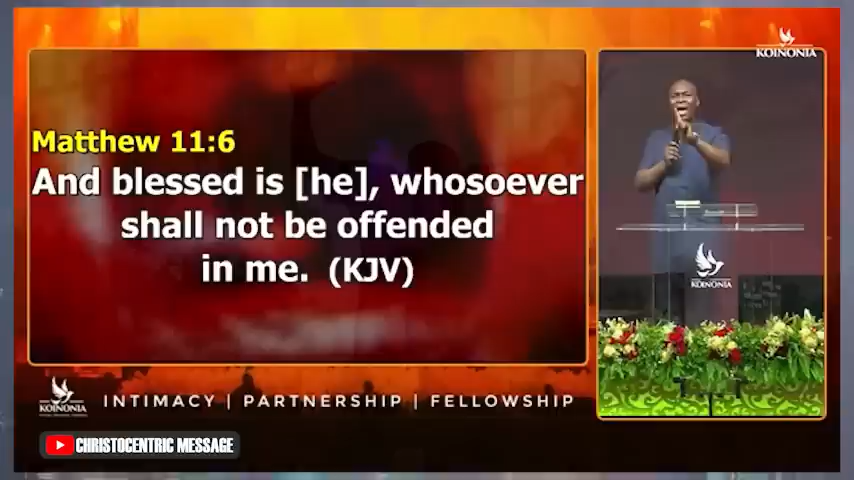 KOINONIA
Matthew 11:6
And blessed is [he], whosoever
shall not be offended
in me. (KJV)
KOINONIA
KOINONIA
INTIMACY | PARTNERSHIP | FELLOWSHIP
CHRISTOCENTRIC MESSAGE